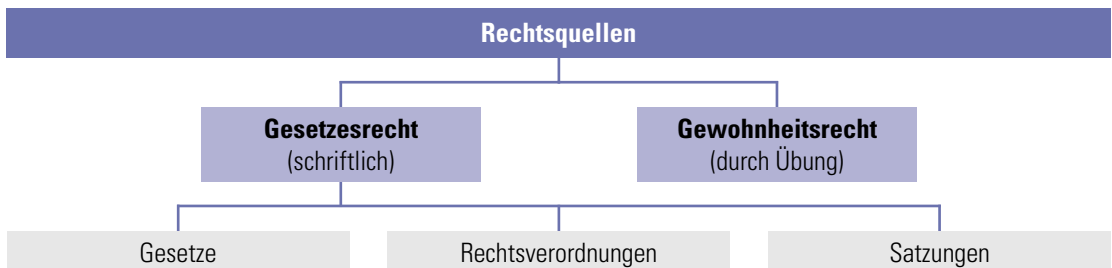 Rechtsquellen
Gesetzesrecht
(schriftlich)
Gewohnheitsrecht
(durch Übung)
Gesetze
Rechtsverordnungen
Satzungen